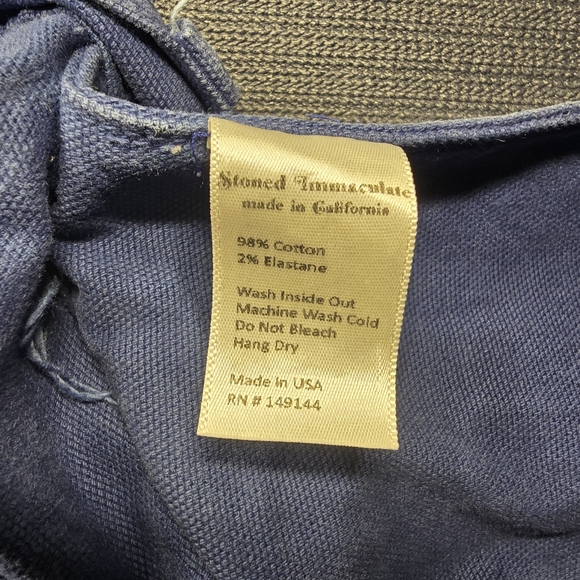 Stoned Immaculate
made in California
98% Cotton
2% Elastane
Wash Inside Out
Machine Wash Cold
Do Not Bleach
Hang Dry
Made In USA
RN # 149144